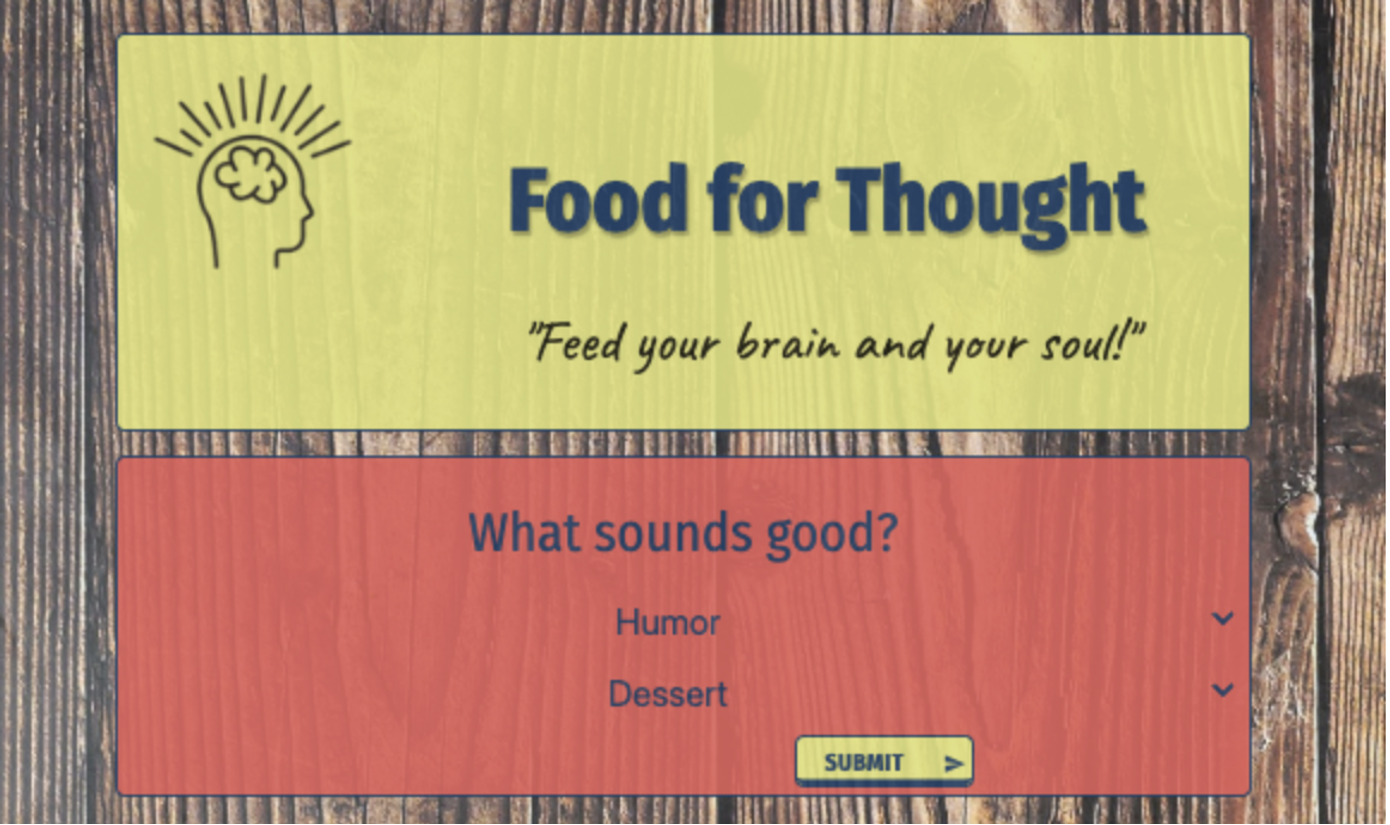 Food for Thought
"Feed your brain and your soul!"
What sounds good?
Humor
Dessert
SUBMIT >